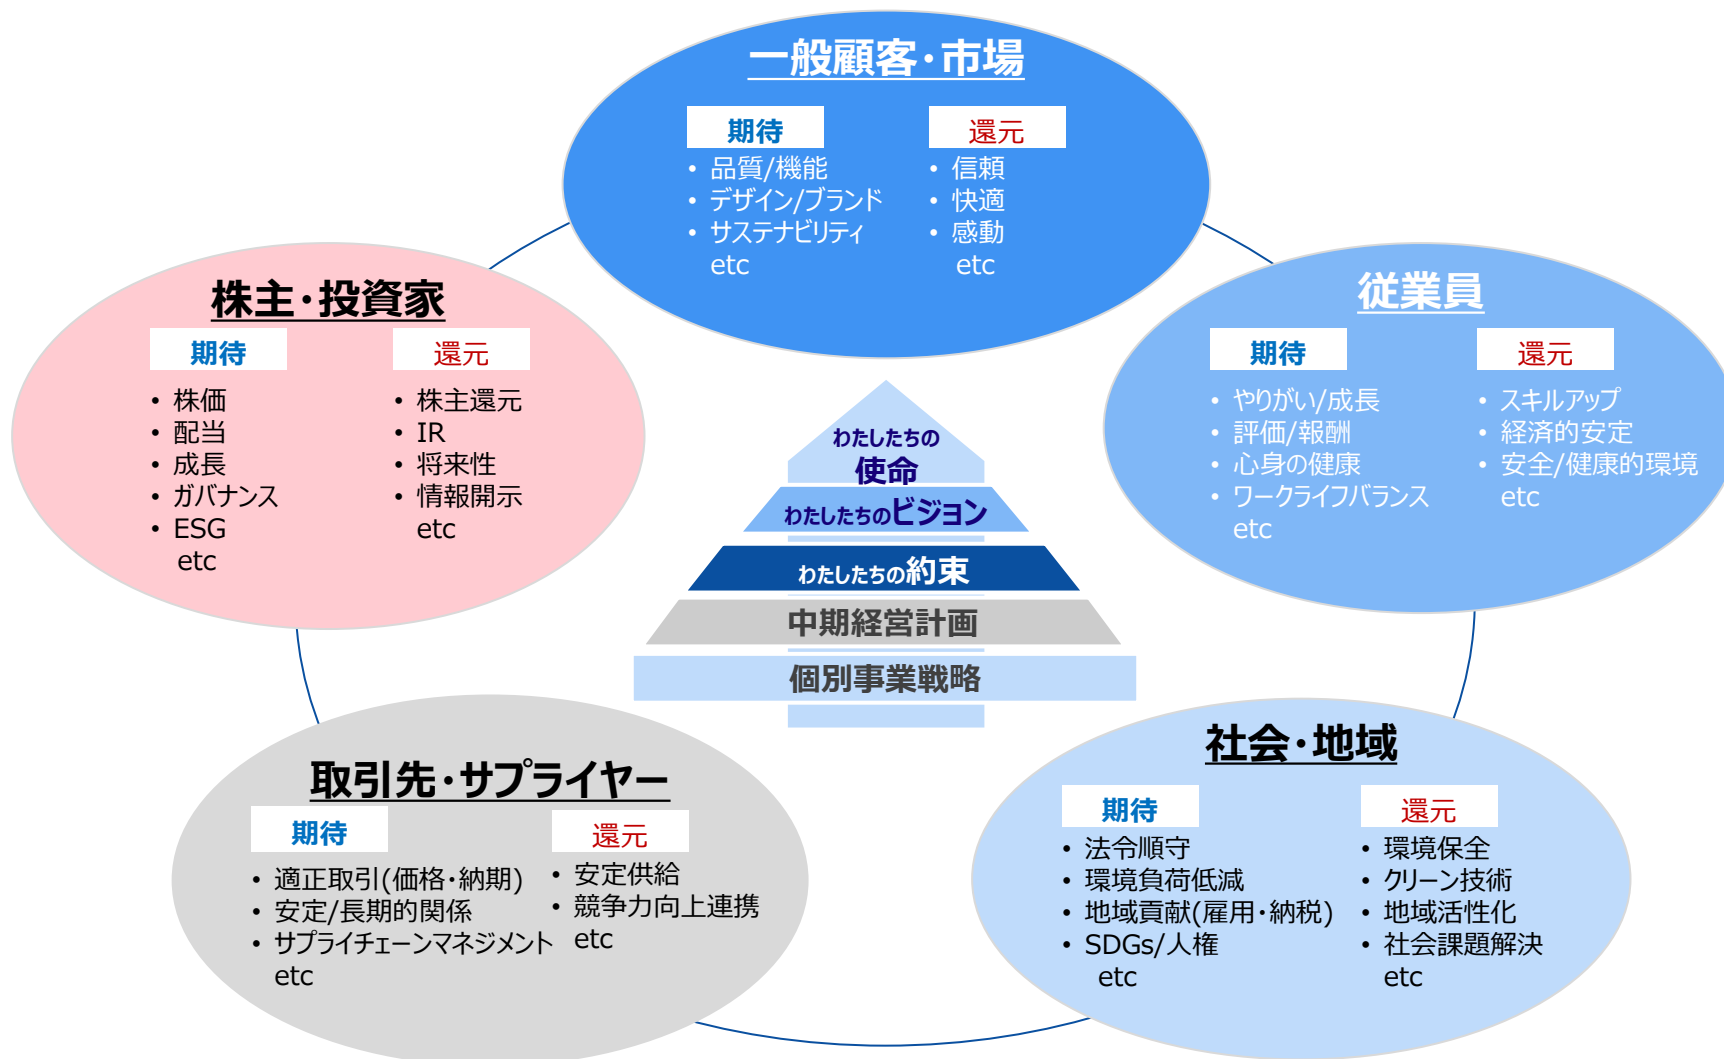 一般顧客・市場
期待
• 品質/機能
• デザイン/ブランド
• サステナビリティ
etc
還元
• 信頼
• 快適
• 感動
etc
株主・投資家
期待
• 株価
• 配当
• 成長
• ガバナンス
• ESG
etc
還元
• 株主還元
• IR
• 将来性
• 情報開示
etc
従業員
期待
• やりがい/成長
• 評価/報酬
• 心身の健康
• ワークライフバランス
etc
還元
• スキルアップ
• 経済的安定
• 安全/健康的環境
etc
わたしたちの
使命
わたしたちのビジョン
わたしたちの約束
中期経営計画
個別事業戦略
取引先・サプライヤー
期待
• 適正取引(価格・納期)
• 安定/長期的関係
• サプライチェーンマネジメント
etc
還元
• 安定供給
• 競争力向上連携
etc
社会・地域
期待
• 法令順守
• 環境負荷低減
• 地域貢献(雇用・納税)
• SDGs/人権
etc
還元
• 環境保全
• クリーン技術
• 地域活性化
• 社会課題解決
etc